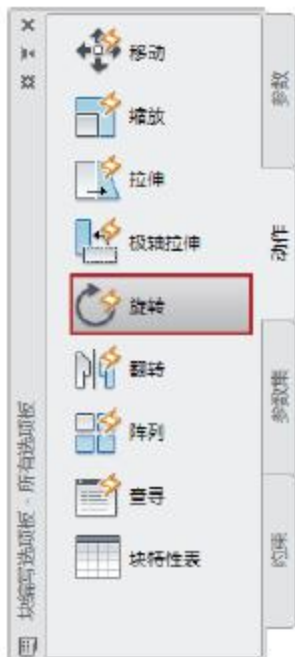 移动
缩放
拉伸
极轴拉伸
旋转
翻转
阵列
查寻
块特性表
参数
动作
参数集
约束
块编写选项板 - 所有选项板